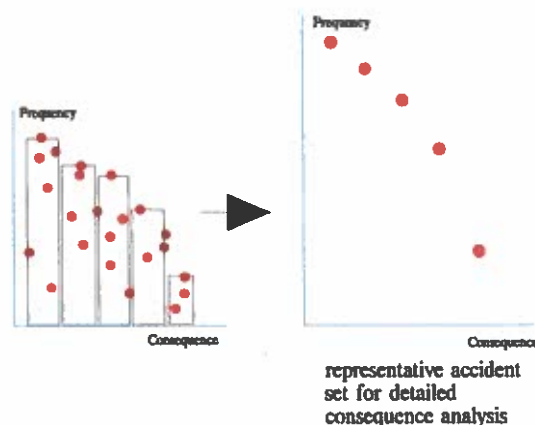 Frequency
Consequence
Frequency
Consequence
representative accident
set for detailed
consequence analysis